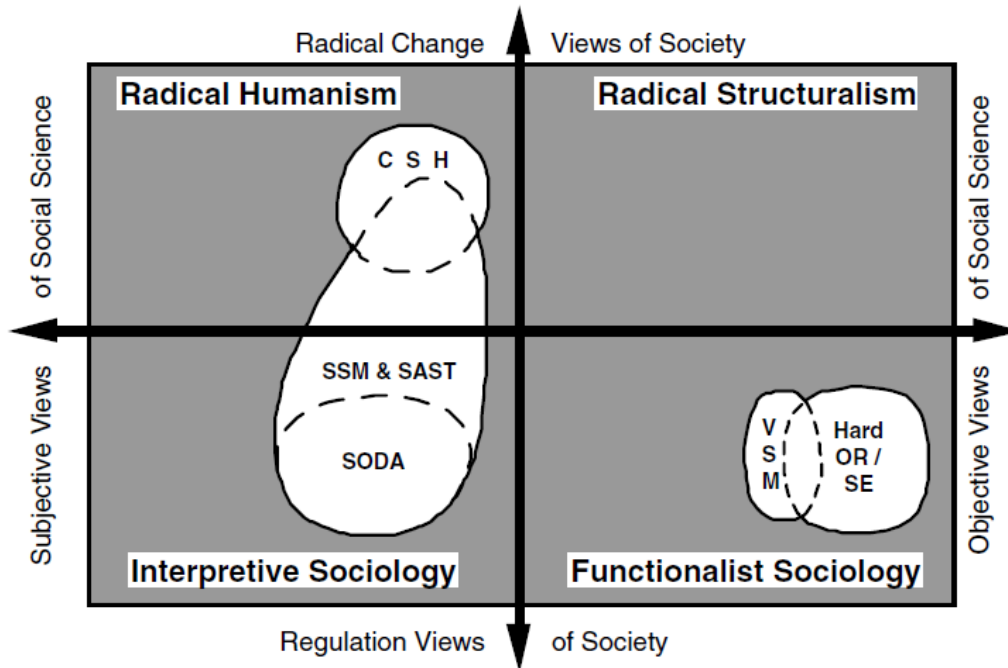 Radical Change Views of Society
Radical Humanism
Radical Structuralism
of Social Science
of Social Science
C S H
SSM & SAST
SODA
V
S
M
Hard
OR /
SE
Subjective Views
Objective Views
Interpretive Sociology
Functionalist Sociology
Regulation Views of Society